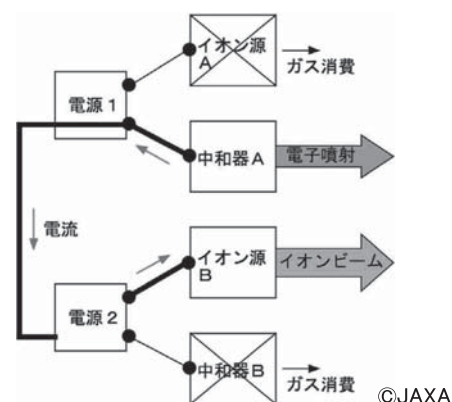 イオン源
A
ガス消費
電源1
中和器A
電子噴射
電流
イオン源
B
イオンビーム
電源2
中和器B
ガス消費
©JAXA